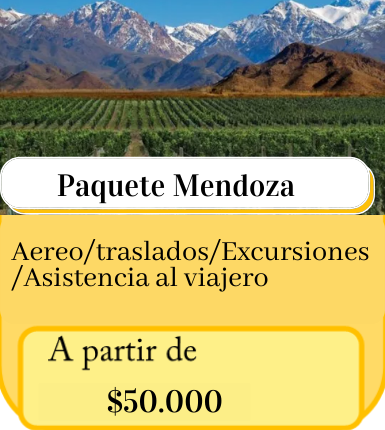 Paquete Mendoza
Aereo/traslados/Excursiones
/Asistencia al viajero
A partir de
$50.000